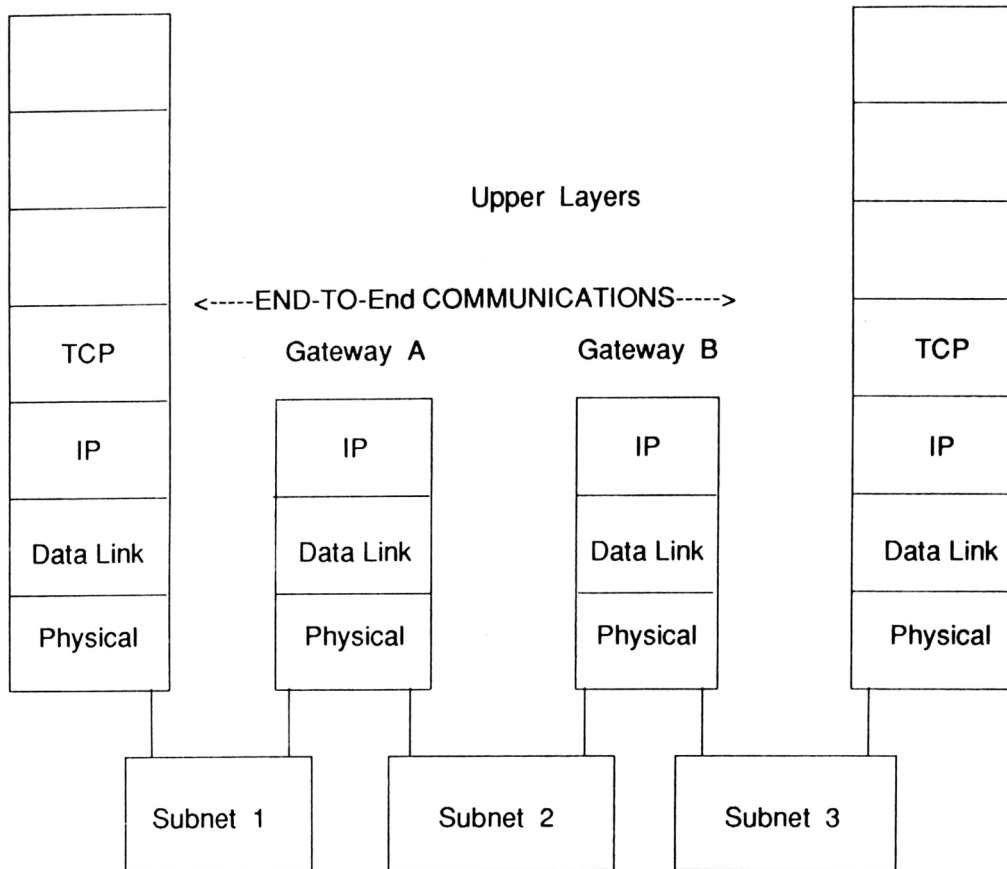 Upper Layers
<-----END-TO-End COMMUNICATIONS----->
TCP
Gateway A
Gateway B
TCP
IP
IP
IP
IP
Data Link
Data Link
Data Link
Data Link
Physical
Physical
Physical
Physical
Subnet 1
Subnet 2
Subnet 3